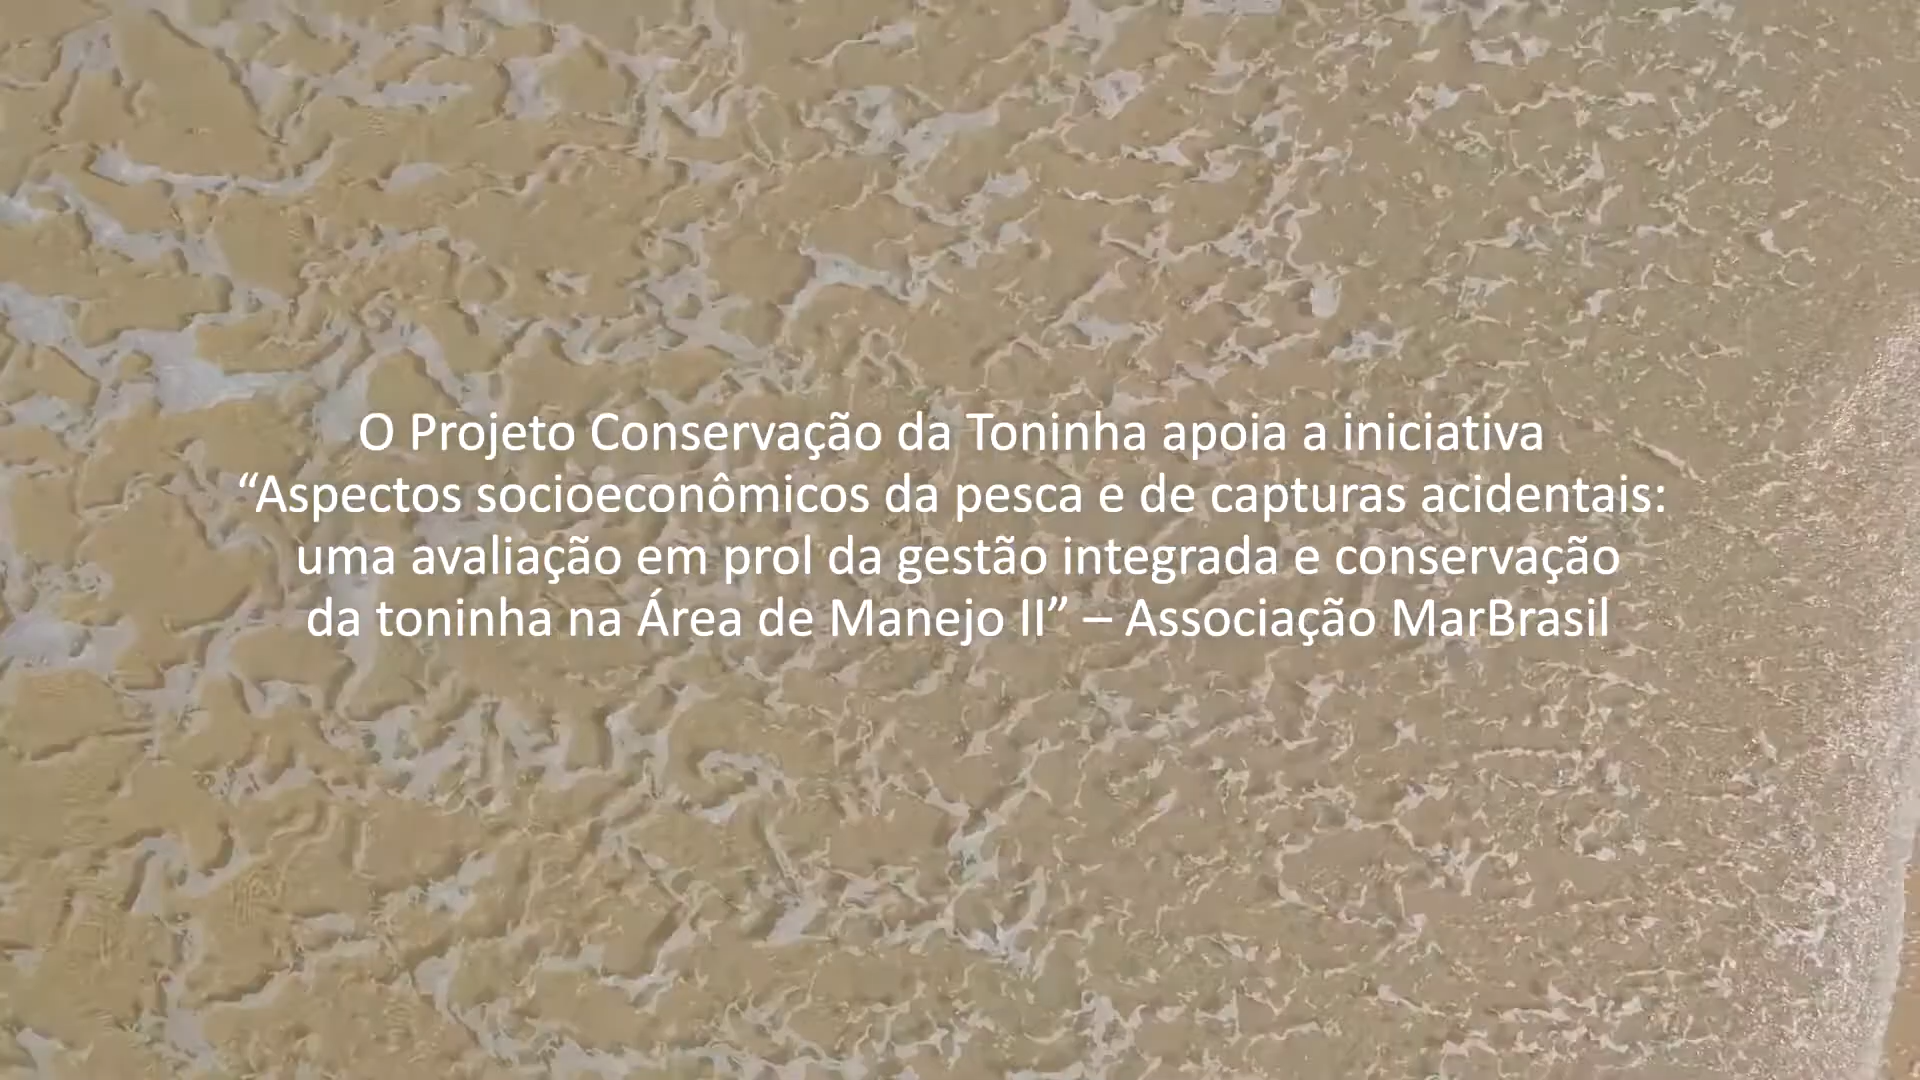 O Projeto Conservação da Toninha apoia a iniciativa
“Aspectos socioeconômicos da pesca e de capturas acidentais:
uma avaliação em prol da gestão integrada e conservação
da toninha na Área de Manejo II” – Associação MarBrasil